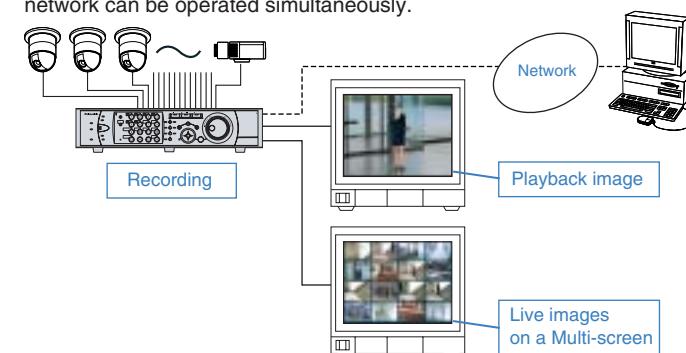 network can be operated simultaneously.
Network
Recording
Playback image
Live images
on a Multi-screen